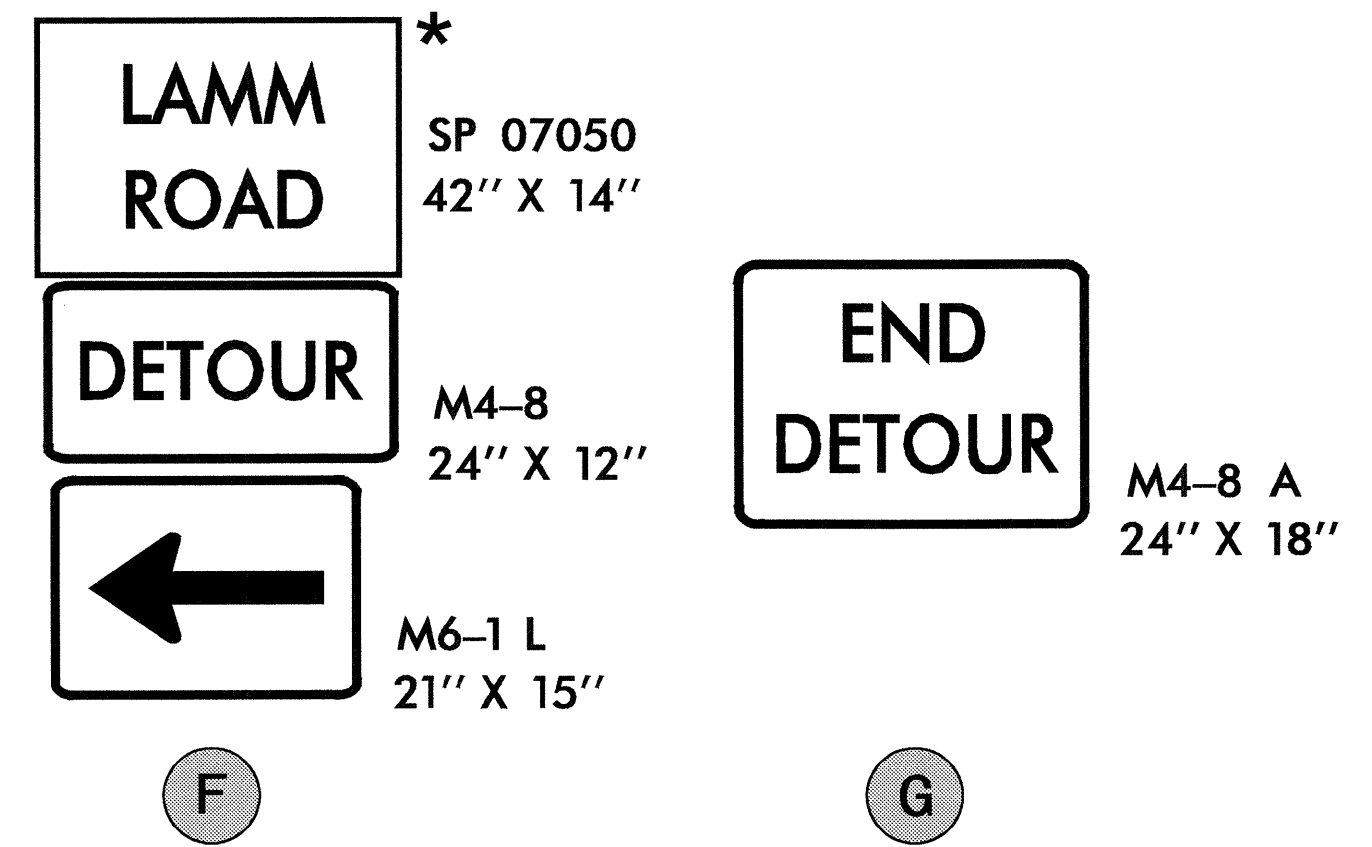 LAMM
ROAD
*
SP 07050
42'' X 14''
DETOUR
M4–8
24'' X 12''
M6–1 L
21'' X 15''
F
END
DETOUR
M4–8 A
24'' X 18''
G